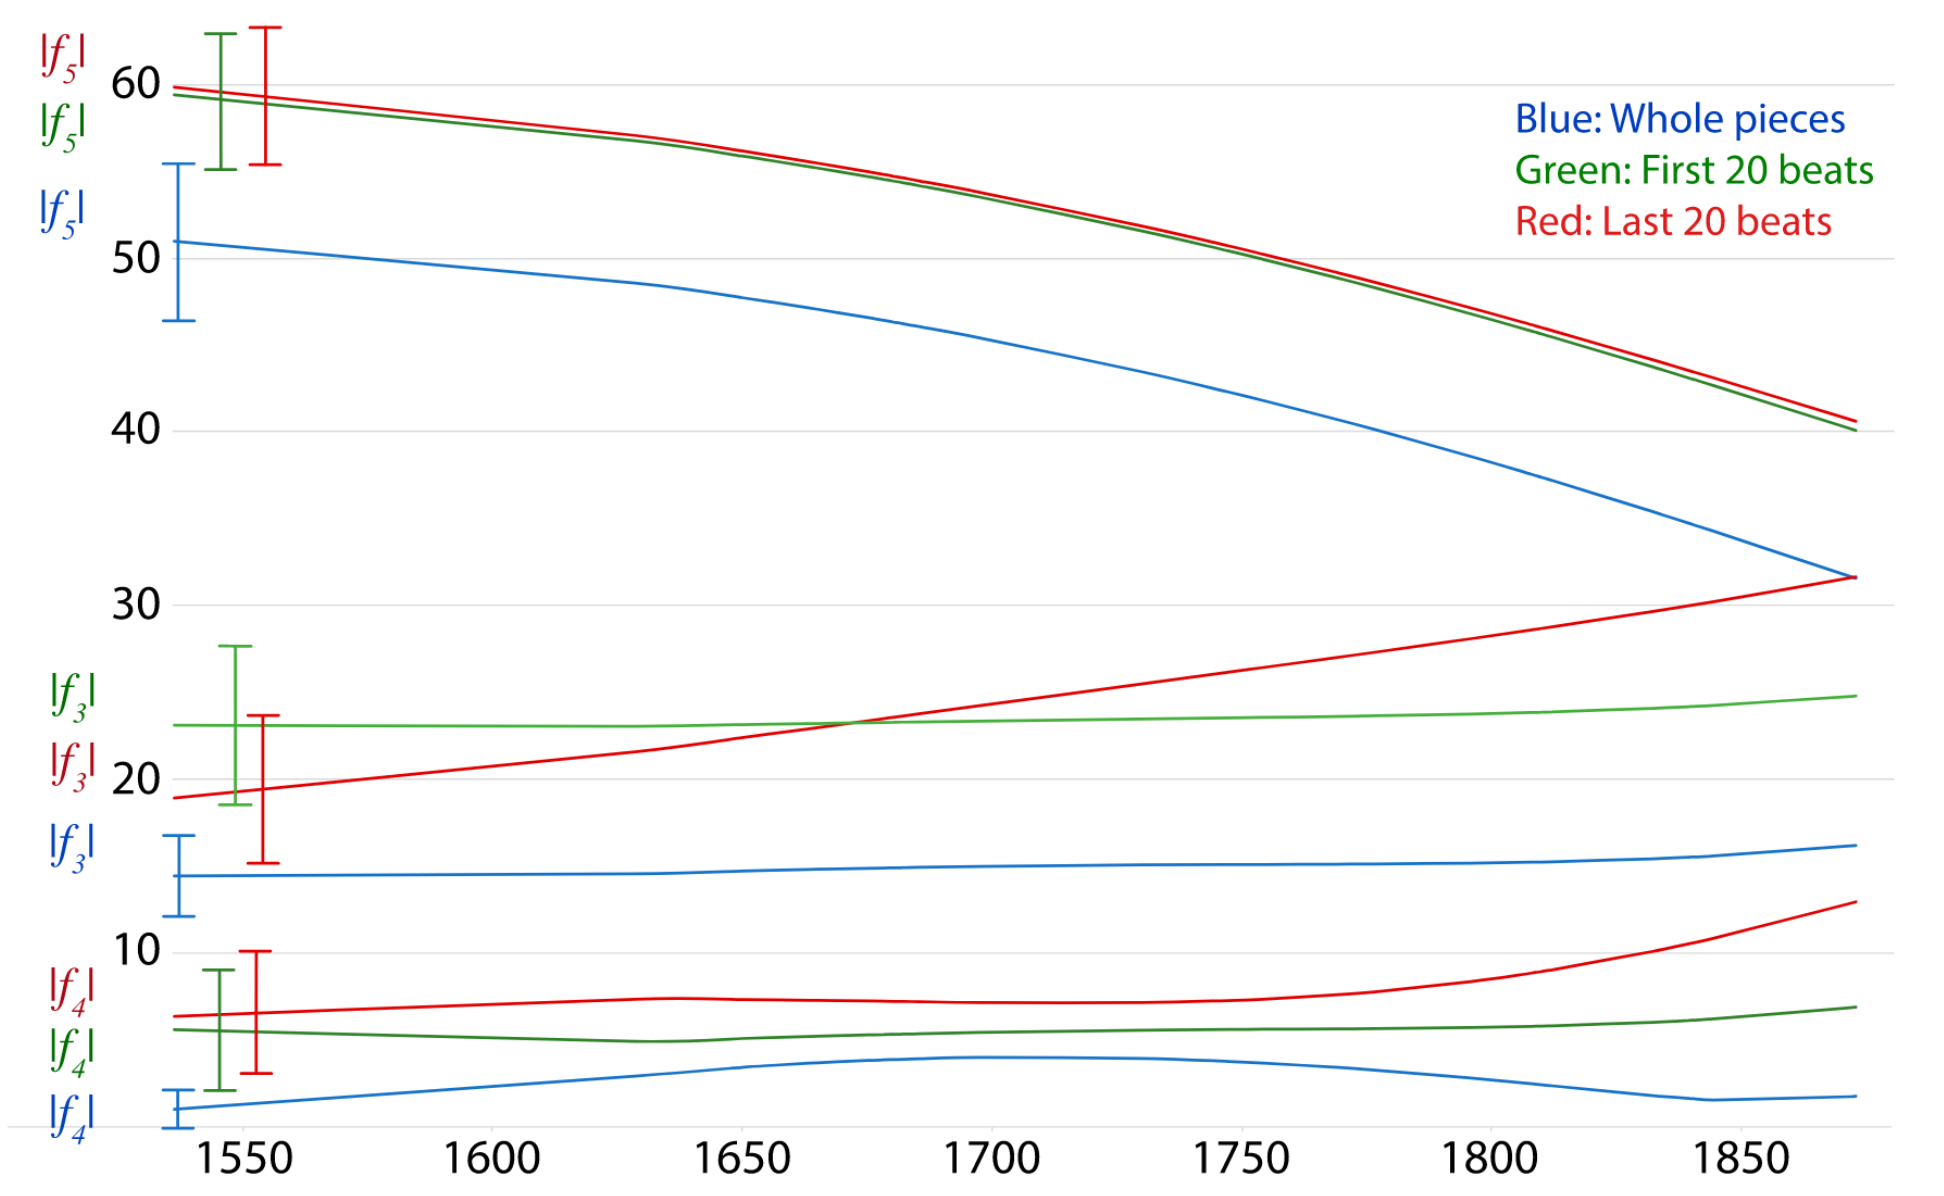 |f5|
60
|f5|
Blue: Whole pieces
Green: First 20 beats
|f5|
Red: Last 20 beats
50
40
30
|f3|
|f3|
20
|f3|
10
|f4|
|f4|
|f4|
1550 1600 1650 1700 1750 1800 1850